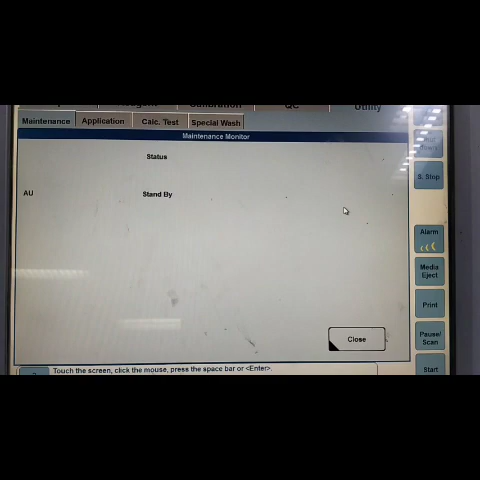 Calibration
QC
Utility
Maintenance
Application
Calc. Test
Special Wash
Maintenance Monitor
Status
S. Stop
AU
Stand By
Alarm
Media
Eject
Print
Close
Pause/
Scan
Start
Touch the screen, click the mouse, press the space bar or <Enter>.